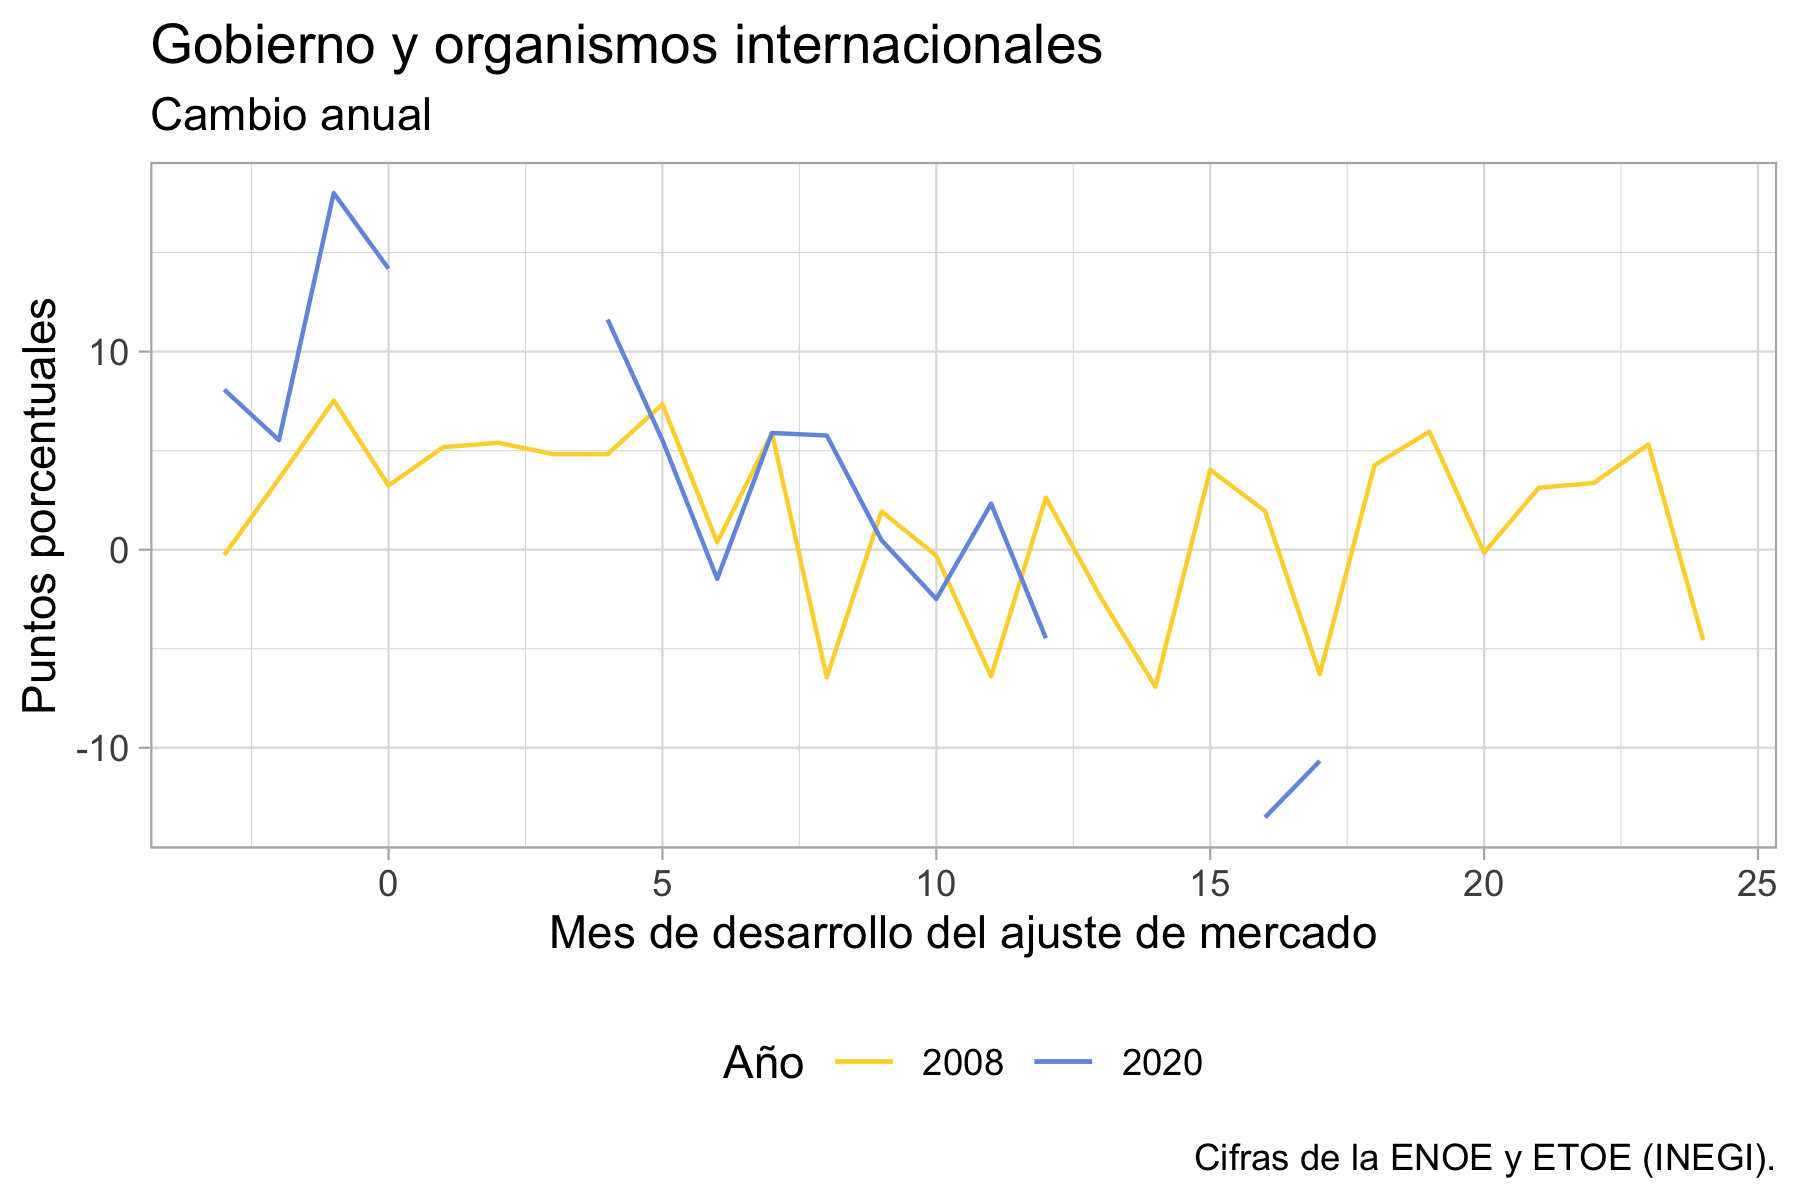 Gobierno y organismos internacionales
Cambio anual
Puntos porcentuales
10
0
-10
0 5 10 15 20 25
Mes de desarrollo del ajuste de mercado
Año 2008 2020
Cifras de la ENOE y ETOE (INEGI).